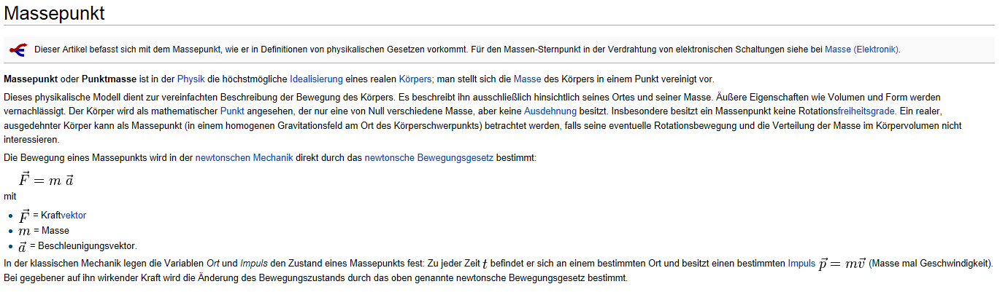 Massepunkt
Dieser Artikel befasst sich mit dem Massepunkt, wie er in Definitionen von physikalischen Gesetzen vorkommt. Für den Massen-Sternpunkt in der Verdrahtung von elektronischen Schaltungen siehe bei Masse (Elektronik).
Massepunkt oder Punktmasse ist in der Physik die höchstmögliche Idealisierung eines realen Körpers; man stellt sich die Masse des Körpers in einem Punkt vereinigt vor.
Dieses physikalische Modell dient zur vereinfachten Beschreibung der Bewegung des Körpers. Es beschreibt ihn ausschließlich hinsichtlich seines Ortes und seiner Masse. Äußere Eigenschaften wie Volumen und Form werden
vernachlässigt. Der Körper wird als mathematischer Punkt angesehen, der nur eine von Null verschiedene Masse, aber keine Ausdehnung besitzt. Insbesondere besitzt ein Massenpunkt keine Rotationsfreiheitsgrade. Ein realer,
ausgedehnter Körper kann als Massepunkt (in einem homogenen Gravitationsfeld am Ort des Körperschwerpunkts) betrachtet werden, falls seine eventuelle Rotationsbewegung und die Verteilung der Masse im Körpervolumen nicht
interessieren.
Die Bewegung eines Massepunkts wird in der newtonschen Mechanik direkt durch das newtonsche Bewegungsgesetz bestimmt:
F⃗ = m a⃗
mit
• F⃗ = Kraftvektor
• m = Masse
• a⃗ = Beschleunigungsvektor.
In der klassischen Mechanik legen die Variablen Ort und Impuls den Zustand eines Massepunkts fest: Zu jeder Zeit t befindet er sich an einem bestimmten Ort und besitzt einen bestimmten Impuls p⃗ = mv⃗ (Masse mal Geschwindigkeit).
Bei gegebener auf ihn wirkender Kraft wird die Änderung des Bewegungszustands durch das oben genannte newtonsche Bewegungsgesetz bestimmt.